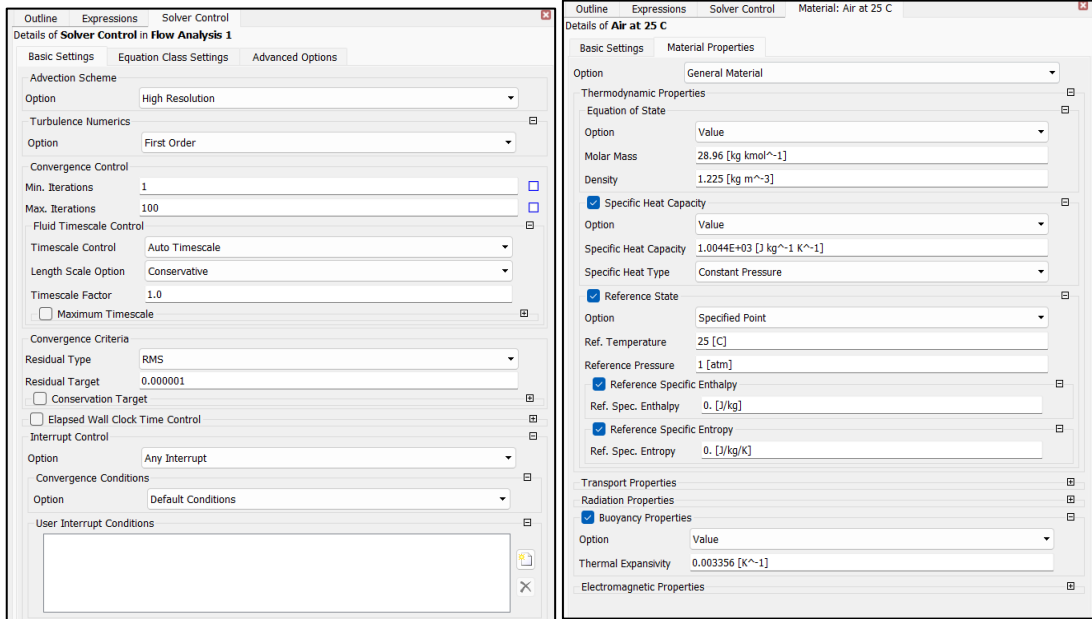 Outline Expressions Solver Control
Details of Solver Control in Flow Analysis 1
Basic Settings Equation Class Settings Advanced Options
Advection Scheme
Option High Resolution
Turbulence Numerics
Option First Order
Convergence Control
Min. Iterations 1
Max. Iterations 100
Fluid Timescale Control
Timescale Control Auto Timescale
Length Scale Option Conservative
Timescale Factor 1.0
Maximum Timescale
Convergence Criteria
Residual Type RMS
Residual Target 0.000001
Conservation Target
Elapsed Wall Clock Time Control
Interrupt Control
Option Any Interrupt
Convergence Conditions
Option Default Conditions
User Interrupt Conditions
Outline Expressions Solver Control Material: Air at 25 C
Details of Air at 25 C
Basic Settings Material Properties
Option General Material
Thermodynamic Properties
Equation of State
Option Value
Molar Mass 28.96 [kg kmol^-1]
Density 1.225 [kg m^-3]
Specific Heat Capacity
Option Value
Specific Heat Capacity 1.0044E+03 [J kg^-1 K^-1]
Specific Heat Type Constant Pressure
Reference State
Option Specified Point
Ref. Temperature 25 [C]
Reference Pressure 1 [atm]
Reference Specific Enthalpy
Ref. Spec. Enthalpy 0. [J/kg]
Reference Specific Entropy
Ref. Spec. Entropy 0. [J/kg/K]
Transport Properties
Radiation Properties
Buoyancy Properties
Option Value
Thermal Expansivity 0.003356 [K^-1]
Electromagnetic Properties